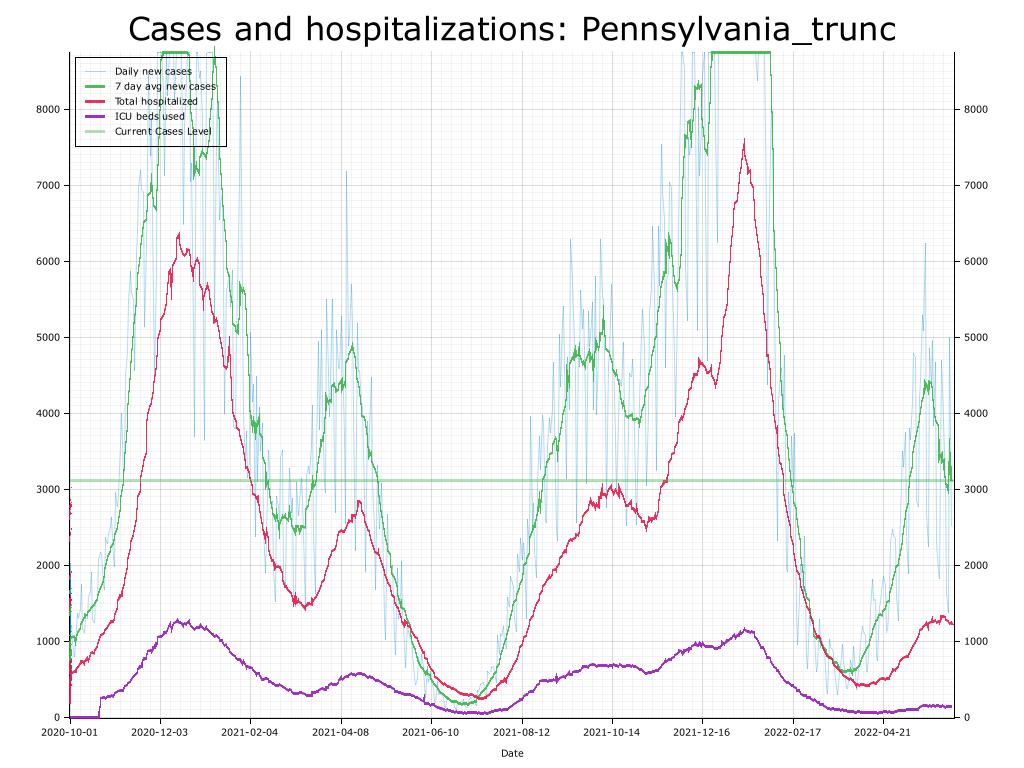 Cases and hospitalizations: Pennsylvania_trunc
Daily new cases
7 day avg new cases
Total hospitalized
ICU beds used
Current Cases Level
8000 8000
7000 7000
6000 6000
5000 5000
4000 4000
3000 3000
2000 2000
1000 1000
0 0
2020-10-01 2020-12-03 2021-02-04 2021-04-08 2021-06-10 2021-08-12 2021-10-14 2021-12-16 2022-02-17 2022-04-21
Date